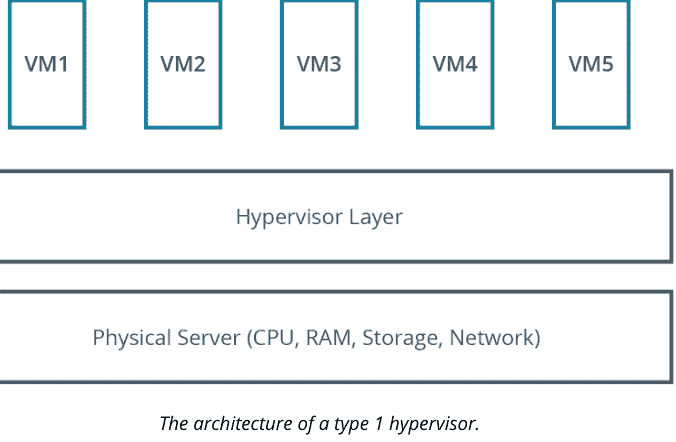 VM1 VM2 VM3 VM4 VM5
Hypervisor Layer
Physical Server (CPU, RAM, Storage, Network)
The architecture of a type 1 hypervisor.